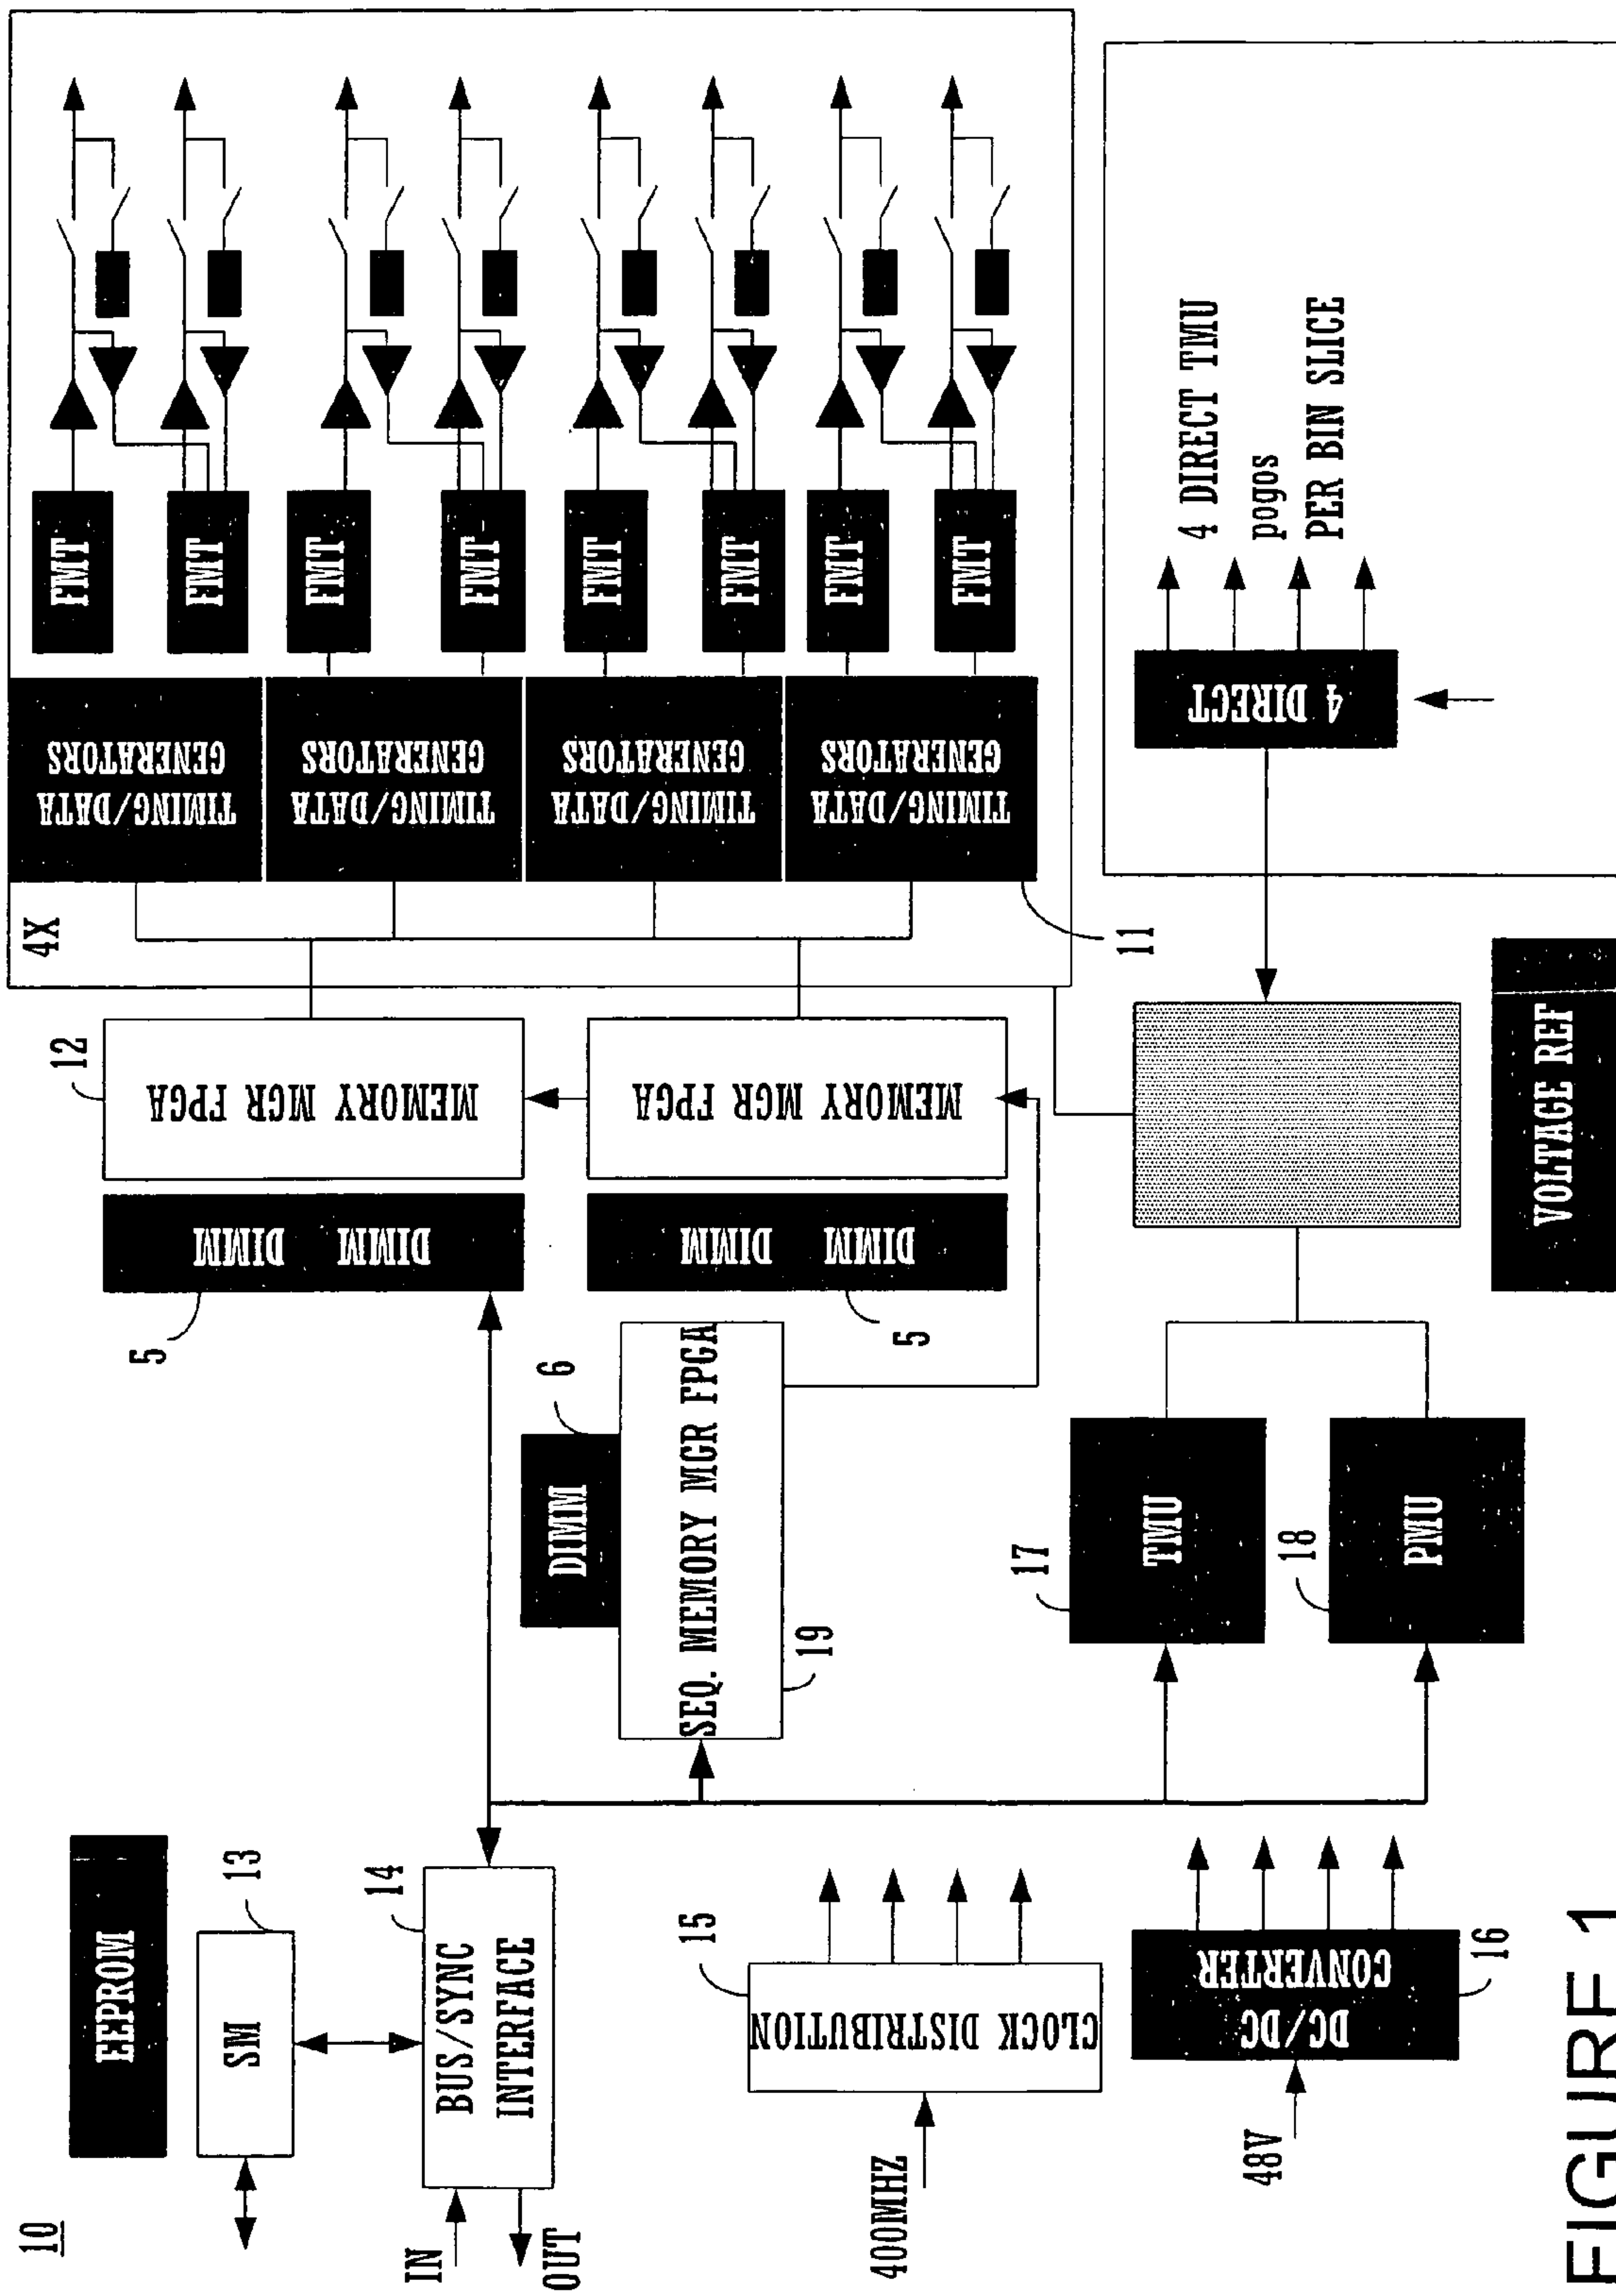 10
EEPROM
13
SM
14
BUS/SYNC
INTERFACE
IN
OUT
15
CLOCK DISTRIBUTION
400MHZ
DC/DC
CONVERTER
16
48V
5
DIMM DIMM
12
MEMORY MGR FPGA
6
DIMM
SEQ. MEMORY MGR FPGA
19
5
DIMM DIMM
MEMORY MGR FPGA
17
TMU
18
PMU
VOLTAGE REF
4X
TIMING/DATA
GENERATORS
TIMING/DATA
GENERATORS
TIMING/DATA
GENERATORS
TIMING/DATA
GENERATORS
11
FMT
FMT
FMT
FMT
FMT
FMT
FMT
FMT
4 DIRECT
4 DIRECT TMU
pogos
PER BIN SLICE
FIGURE 1